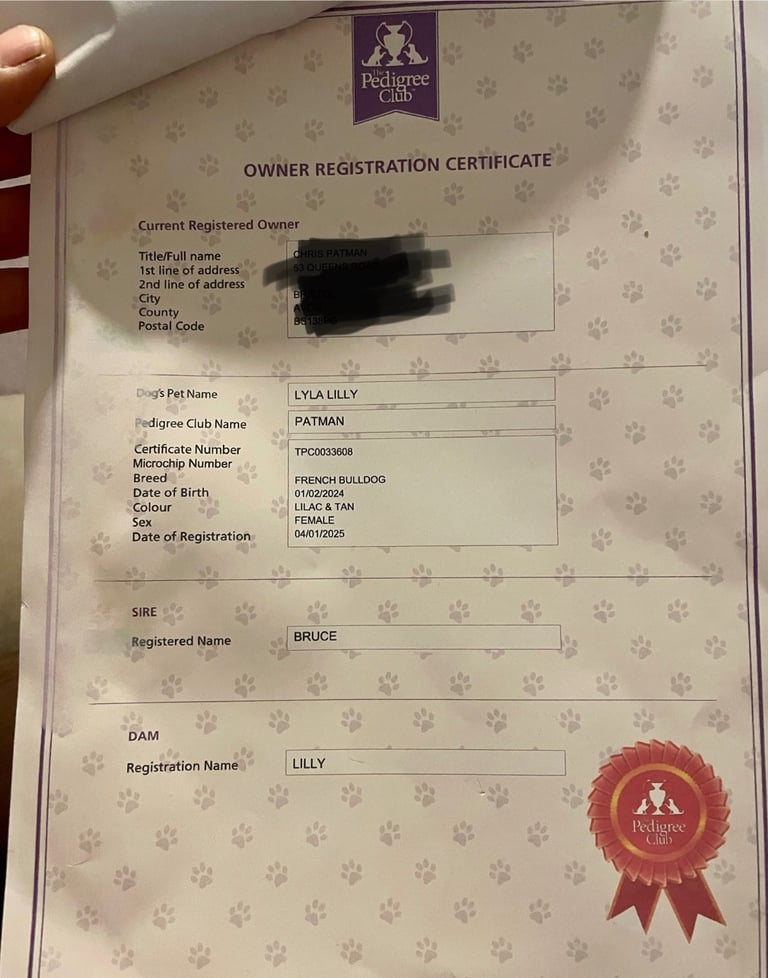 The
Pedigree
Club
OWNER REGISTRATION CERTIFICATE
Current Registered Owner
Title/Full name
1st line of address
2nd line of address
City
County
Postal Code
Dog's Pet Name LYLA LILLY
Pedigree Club Name PATMAN
Certificate Number TPC0033608
Microchip Number
Breed FRENCH BULLDOG
Date of Birth 01/02/2024
Colour LILAC & TAN
Sex FEMALE
Date of Registration 04/01/2025
SIRE
Registered Name BRUCE
DAM
Registration Name LILLY
The
Pedigree
Club